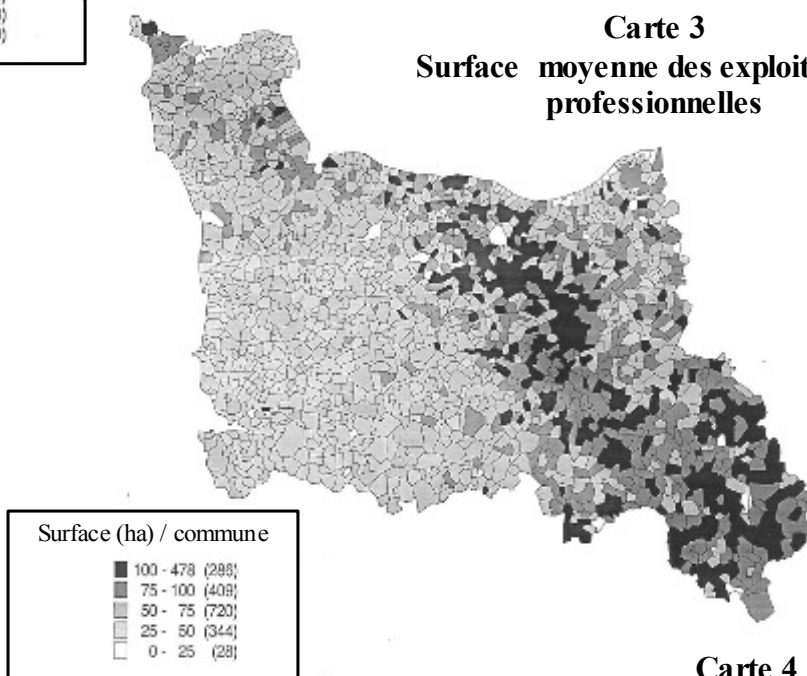 Carte 3
Surface moyenne des exploit
professionnelles
Surface (ha) / commune
100 - 478 (286)
75 - 100 (409)
50 - 75 (720)
25 - 50 (344)
0 - 25 (28)
Carte 4